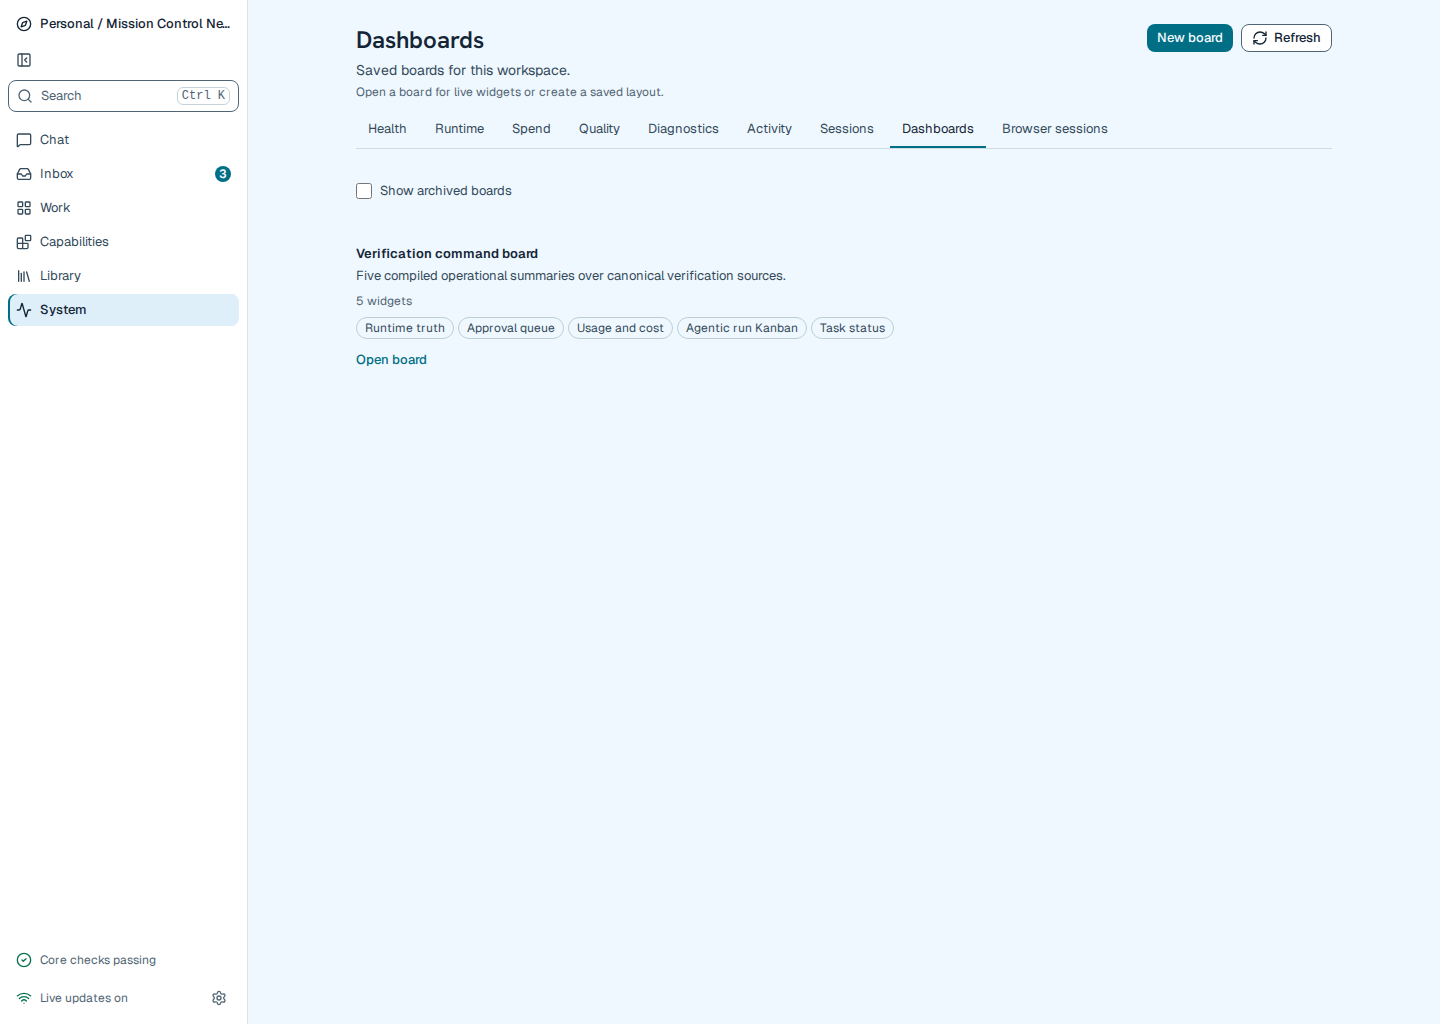 Personal / Mission Control Ne...
Search Ctrl K
Chat
Inbox 3
Work
Capabilities
Library
System
Core checks passing
Live updates on
Dashboards
New board Refresh
Saved boards for this workspace.
Open a board for live widgets or create a saved layout.
Health Runtime Spend Quality Diagnostics Activity Sessions Dashboards Browser sessions
Show archived boards
Verification command board
Five compiled operational summaries over canonical verification sources.
5 widgets
Runtime truth Approval queue Usage and cost Agentic run Kanban Task status
Open board